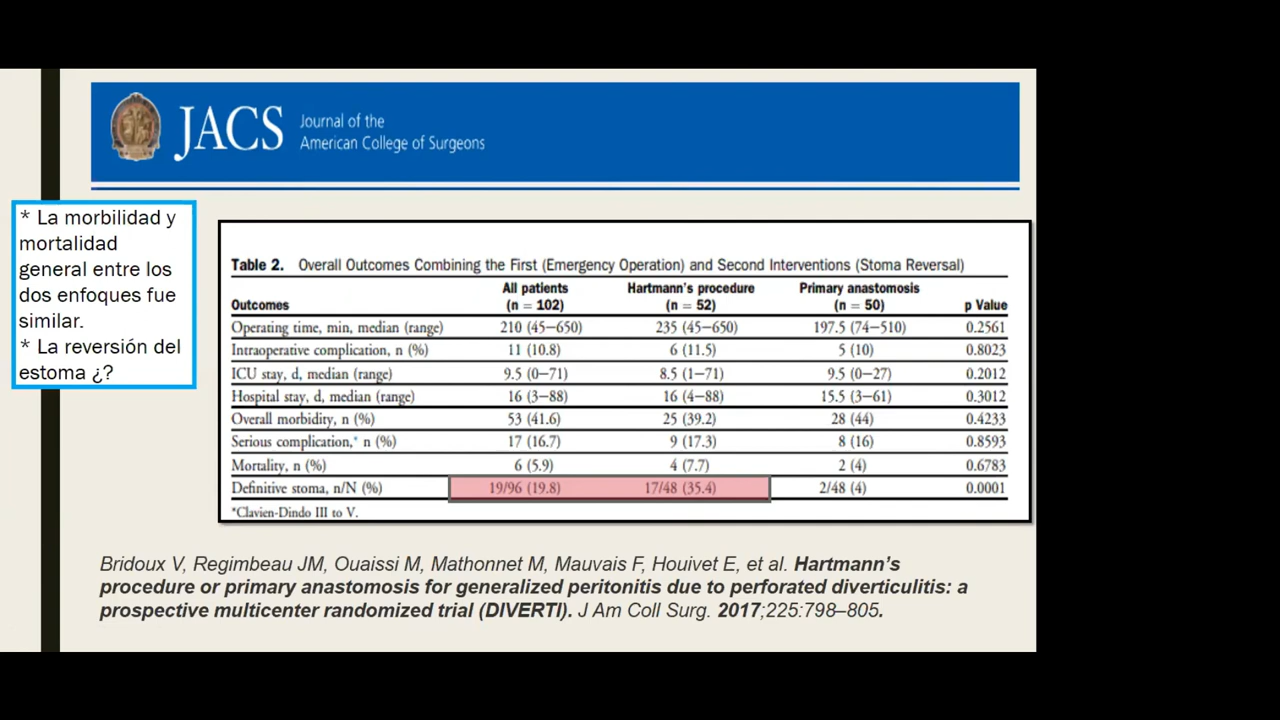 JACS Journal of the
American College of Surgeons
* La morbilidad y
mortalidad
general entre los
dos enfoques fue
similar.
* La reversión del
estoma ¿?
Table 2. Overall Outcomes Combining the First (Emergency Operation) and Second Interventions (Stoma Reversal)
All patients Hartmann's procedure Primary anastomosis
Outcomes (n = 102) (n = 52) (n = 50) p Value
Operating time, min, median (range) 210 (45–650) 235 (45–650) 197.5 (74–510) 0.2561
Intraoperative complication, n (%) 11 (10.8) 6 (11.5) 5 (10) 0.8023
ICU stay, d, median (range) 9.5 (0–71) 8.5 (1–71) 9.5 (0–27) 0.2012
Hospital stay, d, median (range) 16 (3–88) 16 (4–88) 15.5 (3–61) 0.3012
Overall morbidity, n (%) 53 (41.6) 25 (39.2) 28 (44) 0.4233
Serious complication,* n (%) 17 (16.7) 9 (17.3) 8 (16) 0.8593
Mortality, n (%) 6 (5.9) 4 (7.7) 2 (4) 0.6783
Definitive stoma, n/N (%) 19/96 (19.8) 17/48 (35.4) 2/48 (4) 0.0001
*Clavien-Dindo III to V.
Bridoux V, Regimbeau JM, Ouaissi M, Mathonnet M, Mauvais F, Houivet E, et al. Hartmann's
procedure or primary anastomosis for generalized peritonitis due to perforated diverticulitis: a
prospective multicenter randomized trial (DIVERTI). J Am Coll Surg. 2017;225:798–805.